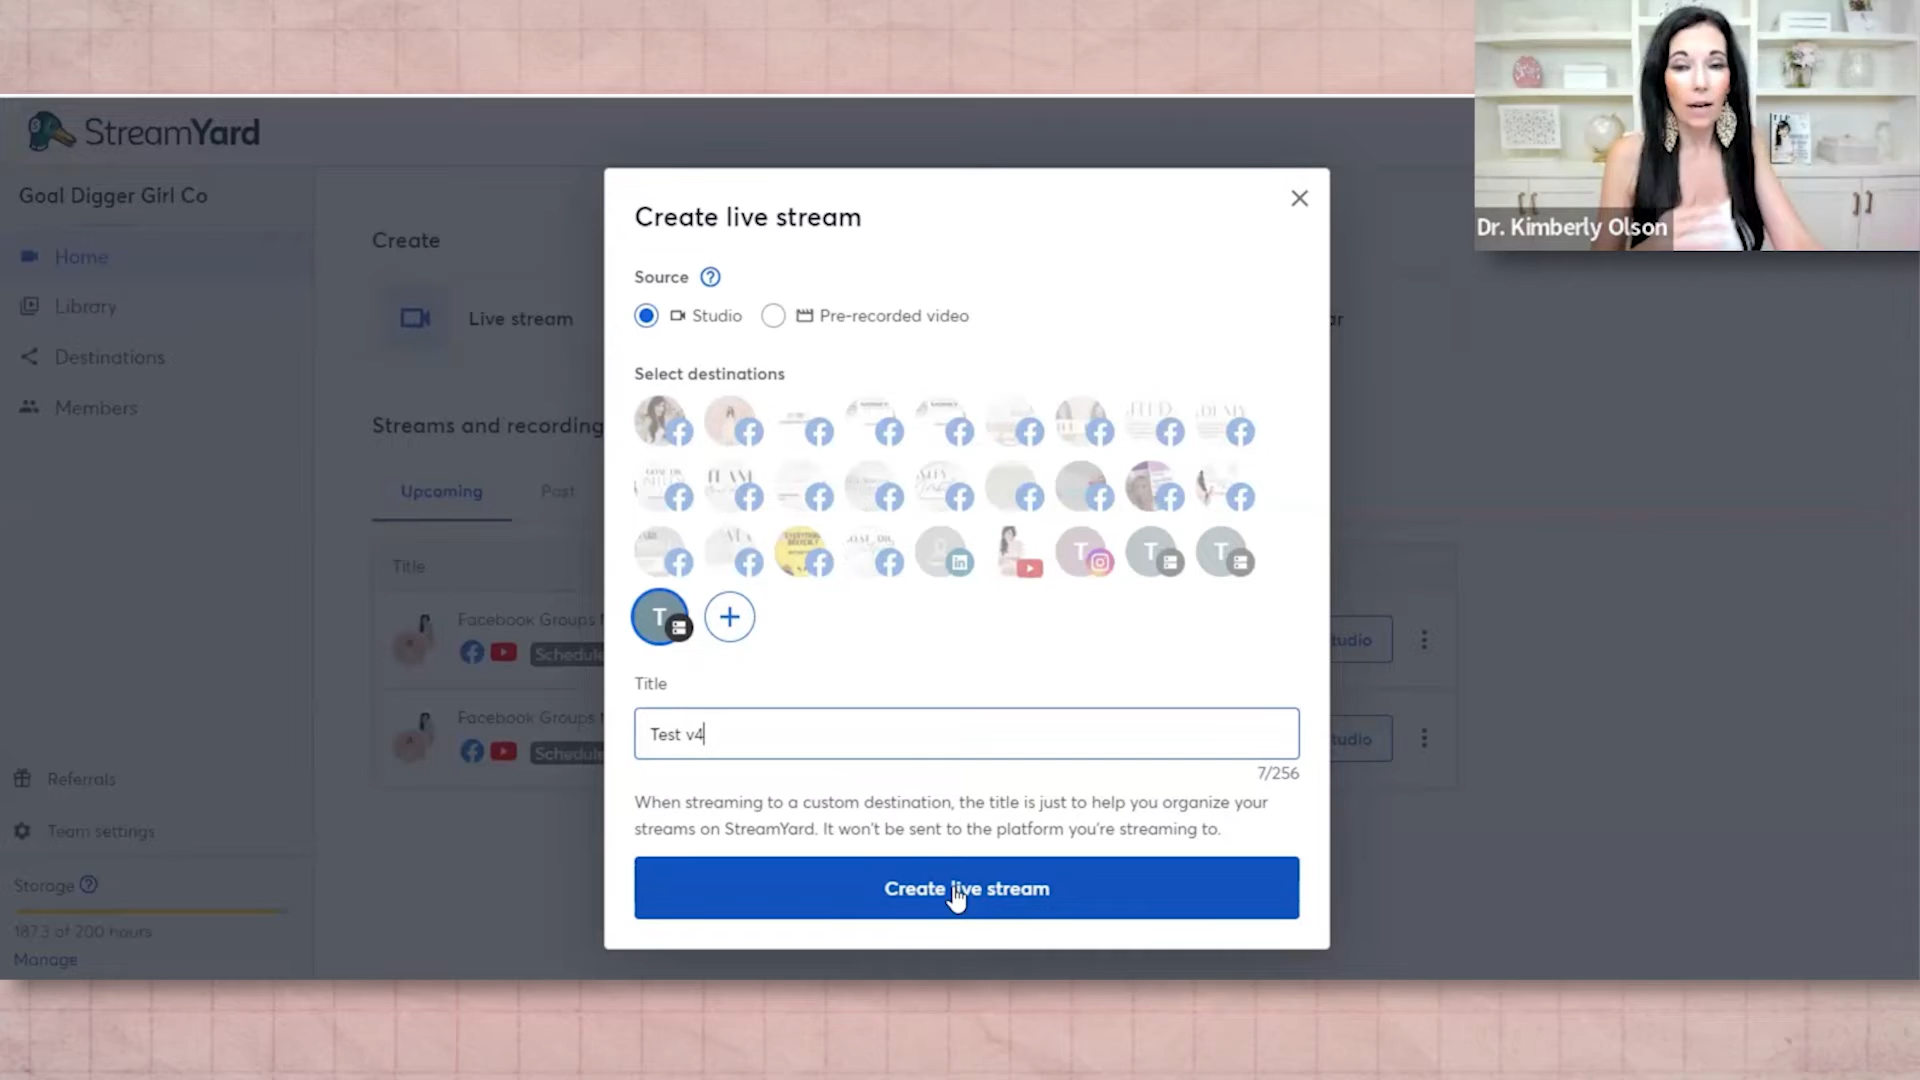 StreamYard
Goal Digger Girl Co
Home
Library
Destinations
Members
Referrals
Team settings
Storage
187.3 of 200 hours
Manage
Create
Live stream
Streams and recording
Upcoming
Past
Title
Facebook Groups
Schedule
Facebook Groups
Schedule
Create live stream
Source
Studio
Pre-recorded video
Select destinations
T
T
T
T
Title
Test v4
7/256
When streaming to a custom destination, the title is just to help you organize your
streams on StreamYard. It won't be sent to the platform you're streaming to.
Create live stream
tudio
tudio
Dr. Kimberly Olson